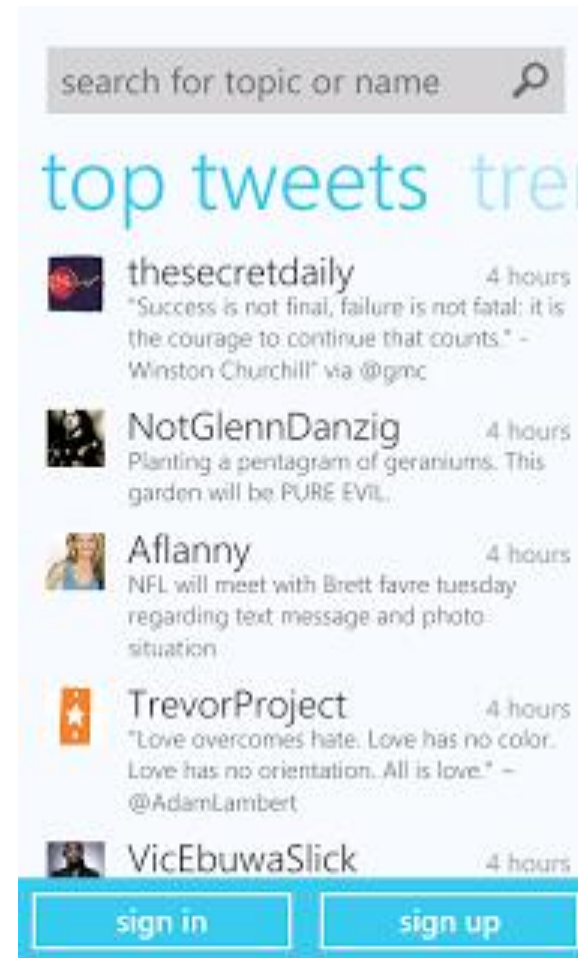 search for topic or name
top tweets tre
thesecretdaily 4 hours
"Success is not final, failure is not fatal: it is
the courage to continue that counts." -
Winston Churchill" via @gmc
NotGlennDanzig 4 hours
Planting a pentagram of geraniums. This
garden will be PURE EVIL.
Aflanny 4 hours
NFL will meet with Brett favre tuesday
regarding text message and photo
situation
TrevorProject 4 hours
"Love overcomes hate. Love has no color.
Love has no orientation. All is love." ~
@AdamLambert
VicEbuwaSlick 4 hours
sign in sign up